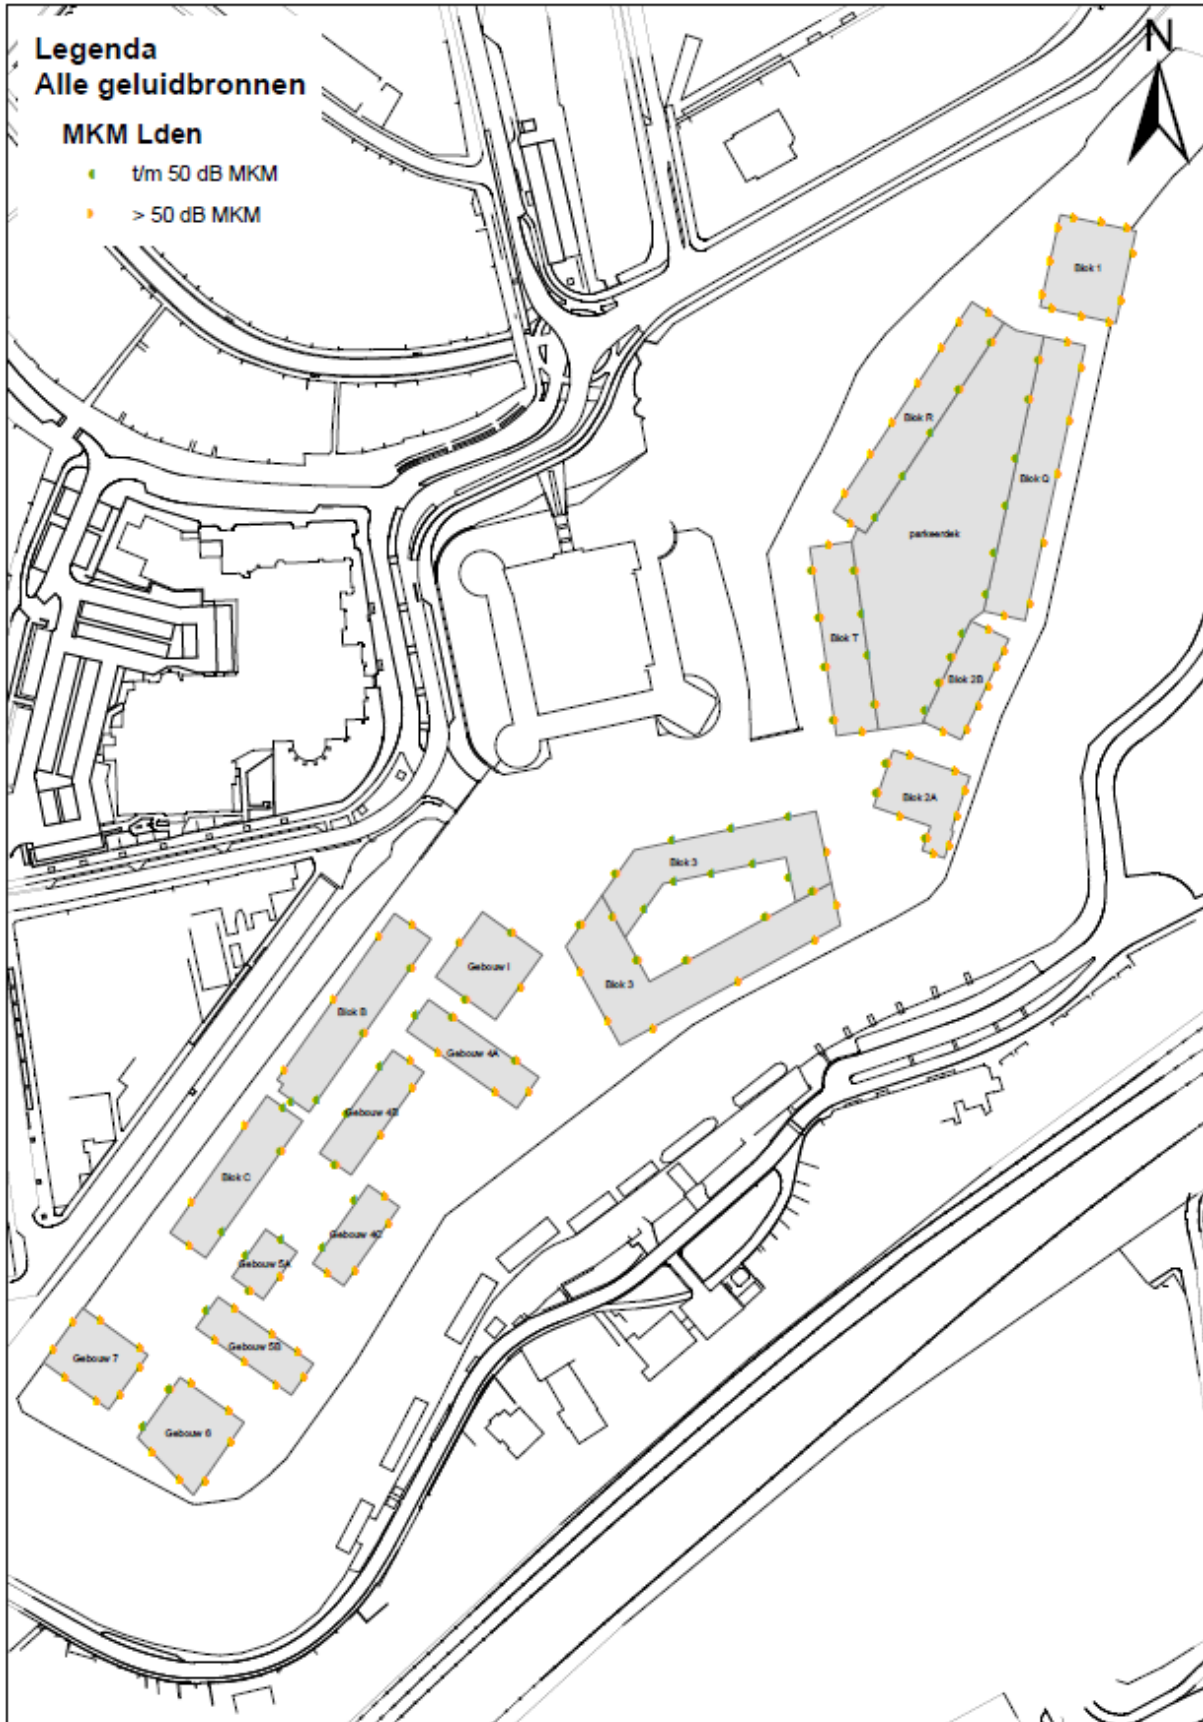 Legenda
Alle geluidbronnen
MKM Lden
t/m 50 dB MKM
> 50 dB MKM
N
Blok 1
Blok R
Blok Q
parkeerdek
Blok T
Blok 2B
Blok 2A
Blok 3
Gebouw I
Blok 3
Blok B
Gebouw 4A
Gebouw 4B
Blok C
Gebouw 4C
Gebouw 5A
Gebouw 5B
Gebouw 7
Gebouw 6